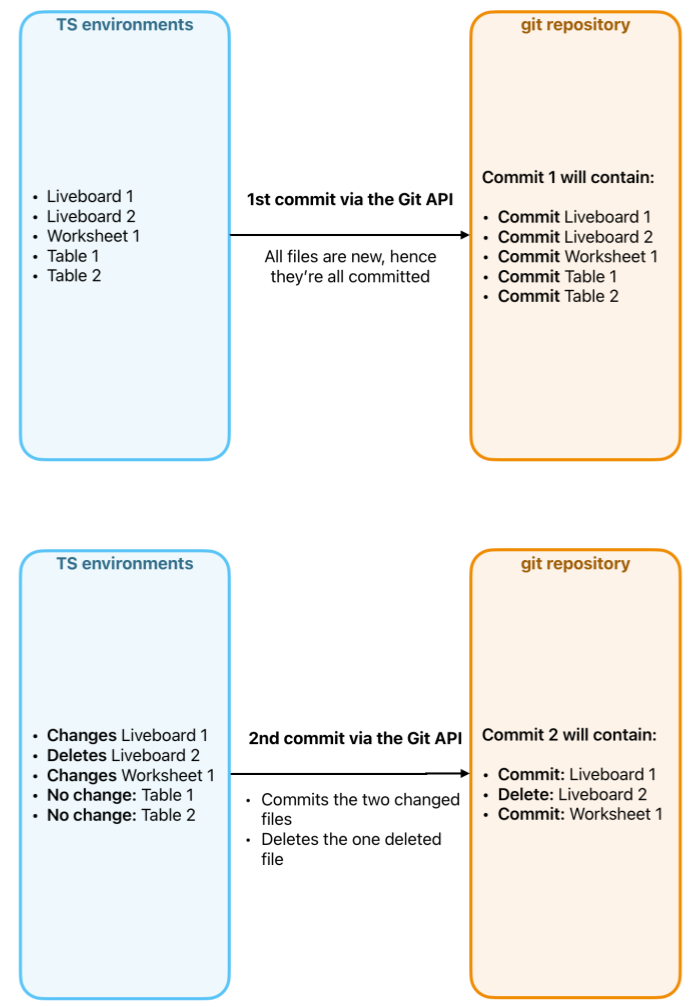 TS environments
• Liveboard 1
• Liveboard 2
• Worksheet 1
• Table 1
• Table 2
1st commit via the Git API
All files are new, hence
they're all committed
git repository
Commit 1 will contain:
• Commit Liveboard 1
• Commit Liveboard 2
• Commit Worksheet 1
• Commit Table 1
• Commit Table 2
TS environments
• Changes Liveboard 1
• Deletes Liveboard 2
• Changes Worksheet 1
• No change: Table 1
• No change: Table 2
2nd commit via the Git API
• Commits the two changed
files
• Deletes the one deleted
file
git repository
Commit 2 will contain:
• Commit: Liveboard 1
• Delete: Liveboard 2
• Commit: Worksheet 1